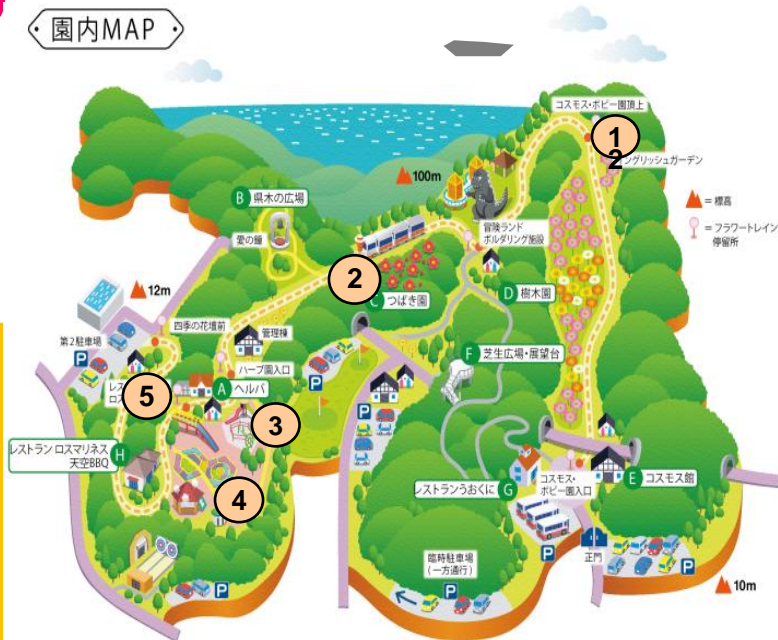 園内MAP
コスモス・ポピー園頂上
1
2
ングリッシュガーデン
100m
B 県木の広場
愛の鐘
冒険ランド
ボルダリング施設
= 標高
= フラワートレイン
停留所
2
つばき園
D 樹木園
12m
四季の花壇前
管理棟
第2駐車場
P
F 芝生広場・展望台
ハーブ園入口
P
レス
ロス
5
A ヘルバ
3
P
レストラン ロスマリネス
天空BBQ
H
4
レストランうおくに G
コスモス・
ポピー園入口
E コスモス館
P
正門
P
臨時駐車場
(一方通行)
P
P
10m